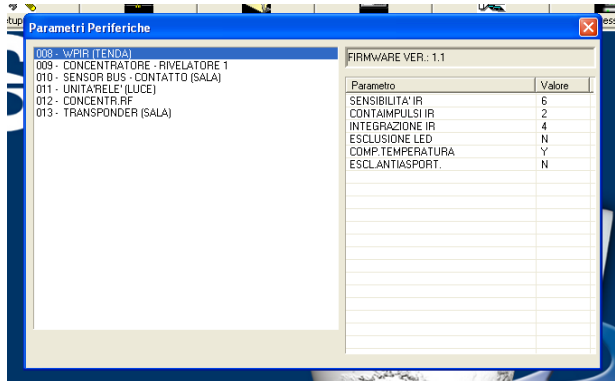 Parametri Periferiche
008 - WPIR (TENDA)
009 - CONCENTRATORE - RIVELATORE 1
010 - SENSOR BUS - CONTATTO (SALA)
011 - UNITA'RELE' (LUCE)
012 - CONCENTR.RF
013 - TRANSPONDER (SALA)
FIRMWARE VER.: 1.1
Parametro Valore
SENSIBILITA' IR 6
CONTAIMPULSI IR 2
INTEGRAZIONE IR 4
ESCLUSIONE LED N
COMP.TEMPERATURA Y
ESCL.ANTIASPORT. N